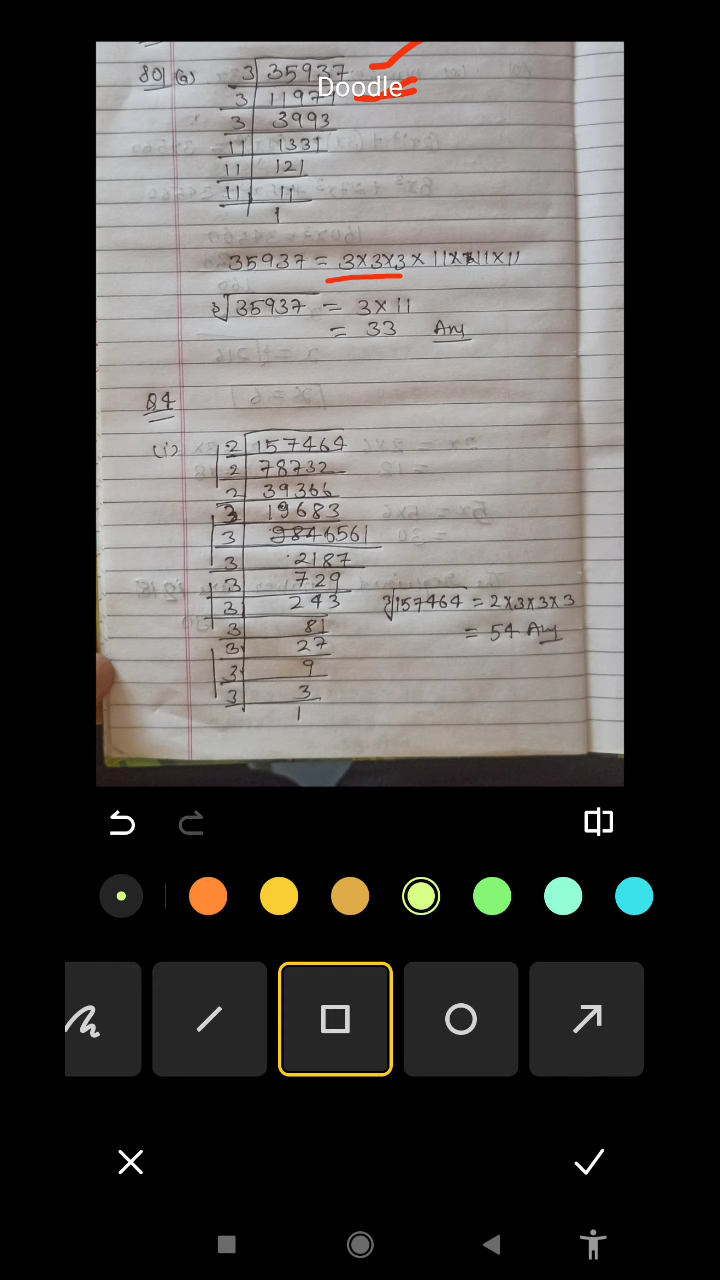 80 (G)
3 35937
Doodle
3 11979
3 3993
11 1331
11 121
11 11
1
35937 = 3×3×3×11×11×11
3√35937 = 3×11
= 33 Ans
Q4
(i) 2 157464
2 78732
2 39366
3 19683
3 6561
3 2187
3 729
3 243
3√157464 = 2×3×3×3
= 54 Ans
3 81
3 27
3 9
3 3
1